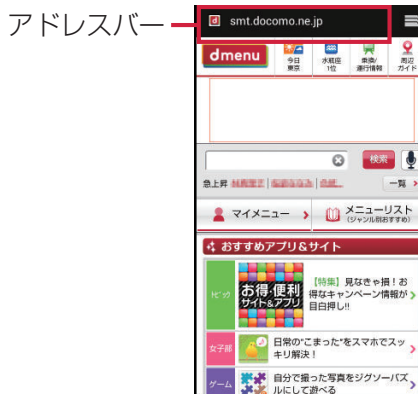 アドレスバー
smt.docomo.ne.jp
dmenu
今日
東京
水瓶座
1位
乗換/
運行情報
周辺
ガイド
検索
急上昇
一覧
マイメニュー
メニューリスト
(ジャンル別おすすめ)
おすすめアプリ&サイト
ﾄﾋﾟｯｸ
お得・便利
サイト&アプリ
【特集】見なきゃ損！お
得なキャンペーン情報が
目白押し!!
女子部
日常の"こまった"をスマホでスッ
キリ解決！
ゲーム
自分で撮った写真をジグソーパズ
ルにして遊べる